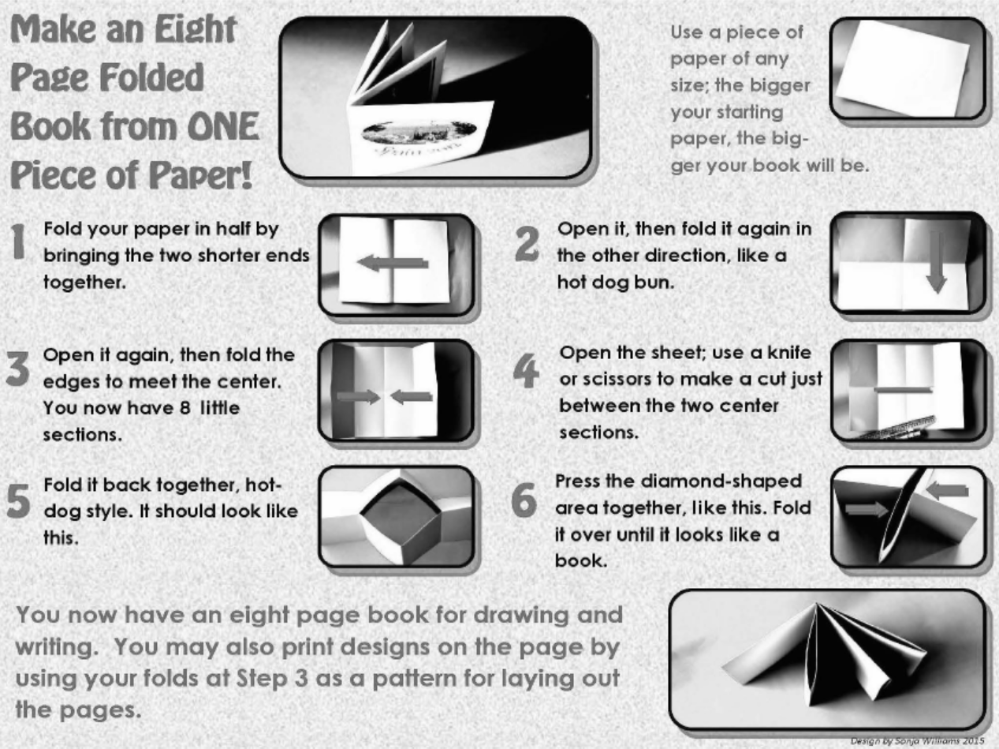 Make an Eight
Page Folded
Book from ONE
Piece of Paper!
Use a piece of
paper of any
size; the bigger
your starting
paper, the big-
ger your book will be.
1 Fold your paper in half by
bringing the two shorter ends
together.
2 Open it, then fold it again in
the other direction, like a
hot dog bun.
3 Open it again, then fold the
edges to meet the center.
You now have 8 little
sections.
4 Open the sheet; use a knife
or scissors to make a cut just
between the two center
sections.
5 Fold it back together, hot-
dog style. It should look like
this.
6 Press the diamond-shaped
area together, like this. Fold
it over until it looks like a
book.
You now have an eight page book for drawing and
writing. You may also print designs on the page by
using your folds at Step 3 as a pattern for laying out
the pages.
Design by Sonja Williams 2015